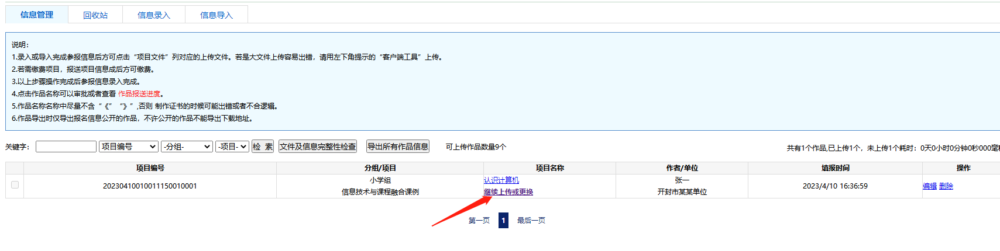 信息管理 回收站 信息录入 信息导入
说明：
1.录入或导入完成参报信息后方可点击“项目文件”列对应的上传文件。若是大文件上传容易出错，请用左下角提示的“客户端工具”上传。
2.若需缴费项目，报送项目信息成后方可缴费。
3.以上步骤操作完成后参报信息录入完成。
4.点击作品名称可以审批或者查看 作品报送进度。
5.作品名称名称中尽量不含“《”“》”,否则 制作证书的时候可能出错或者不合逻辑。
6.作品导出时仅导出报名信息公开的作品，不许公开的作品不能导出下载地址。
关键字： 项目编号 -分组- -项目- 检 索 文件及信息完整性检查 导出所有作品信息 可上传作品数量9个 共有1个作品,已上传1个，未上传1个耗时：0天0小时0分钟0秒000毫
项目编号 分组/项目 项目名称 作者/单位 填报时间 操作
20230410010011150010001 小学组 认识计算机 张一 2023/4/10 16:36:59 编辑 删除
信息技术与课程融合课例 继续上传或更换 开封市某某单位
第一页 1 最后一页